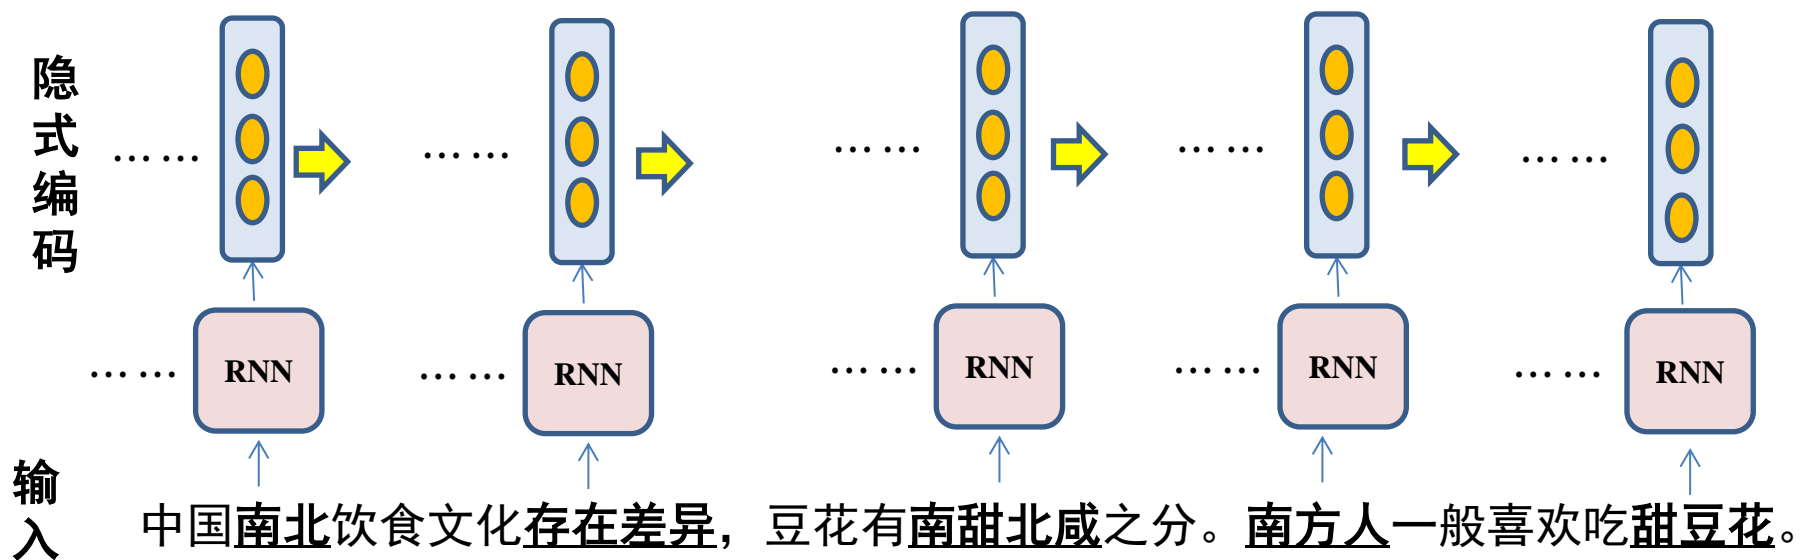 隐式编码
…… …… …… …… ……
RNN RNN RNN RNN RNN
…… …… …… …… ……
输入
中国南北饮食文化存在差异，豆花有南甜北咸之分。南方人一般喜欢吃甜豆花。